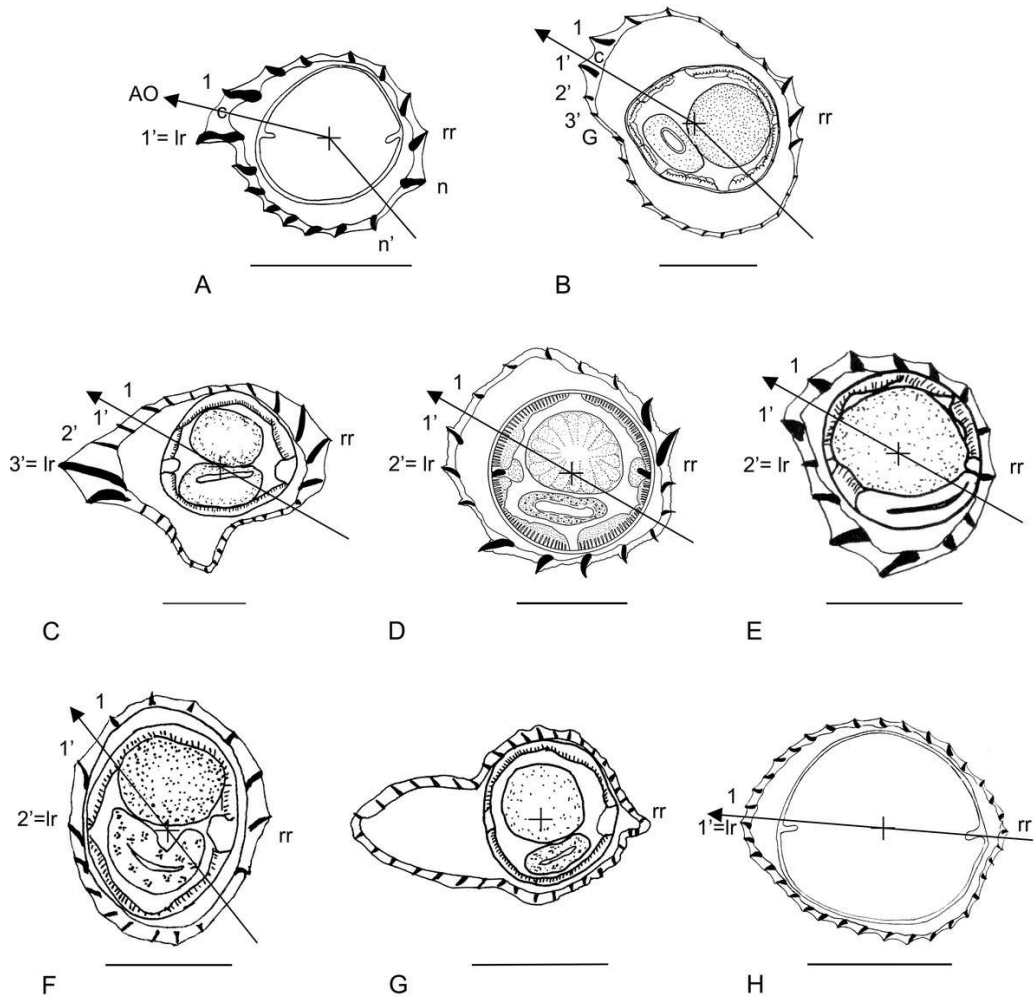 1
AO
c
1'= lr
rr
n
n'
A
1
c
1'
2'
3'
G
rr
B
1
1'
2'
3'= lr
rr
C
1
1'
2'= lr
rr
D
1
1'
2'= lr
rr
E
1
1'
2'=lr
rr
F
rr
G
1
1'=lr
rr
H